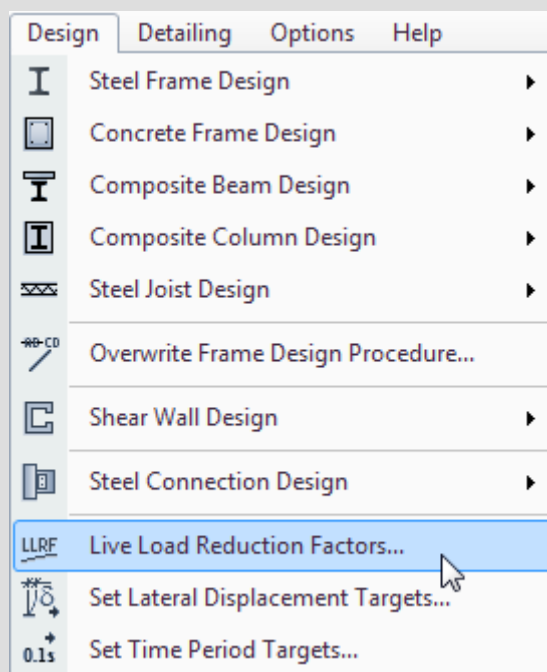 Design Detailing Options Help
Steel Frame Design
Concrete Frame Design
Composite Beam Design
Composite Column Design
Steel Joist Design
Overwrite Frame Design Procedure...
Shear Wall Design
Steel Connection Design
LLRF Live Load Reduction Factors...
δ Set Lateral Displacement Targets...
0.1s Set Time Period Targets...